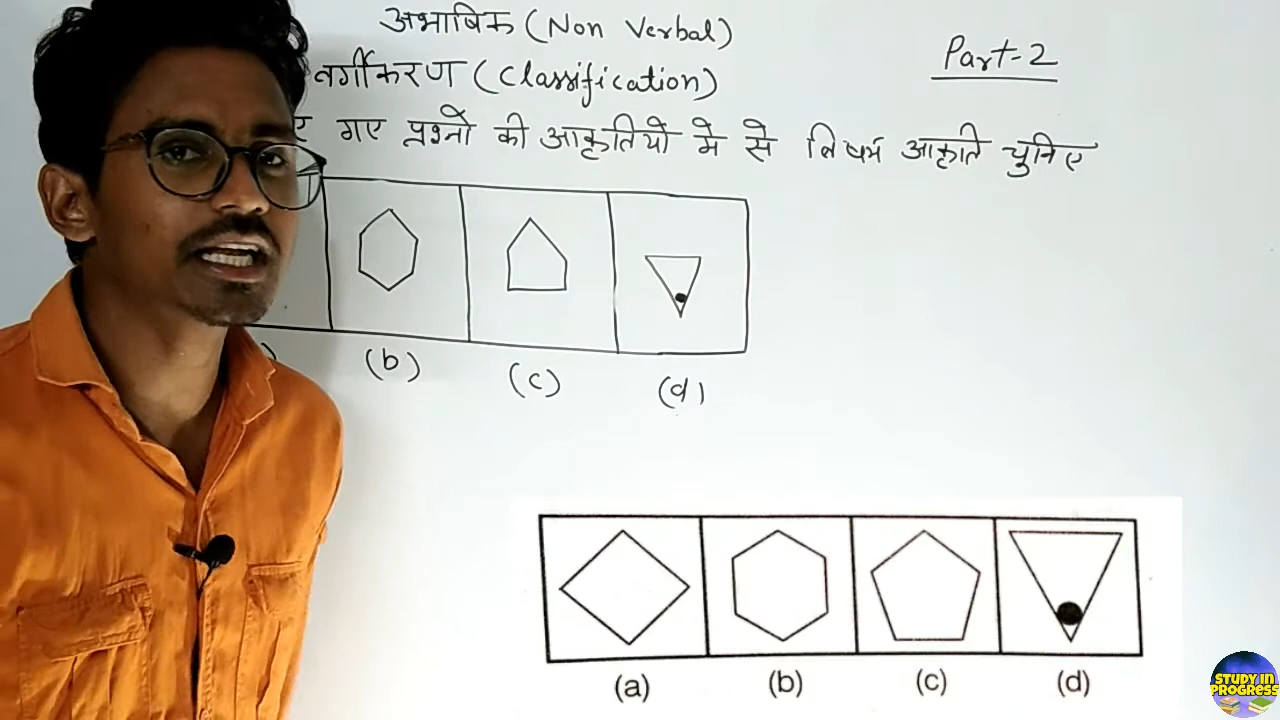 अभाषिक (Non Verbal)
Part-2
वर्गीकरण (Classification)
गए प्रश्नो की आकृतियो मे से विषम आकृति चुनिए
(b)
(c)
(d)
(a)
(b)
(c)
(d)
STUDY IN
PROGRESS